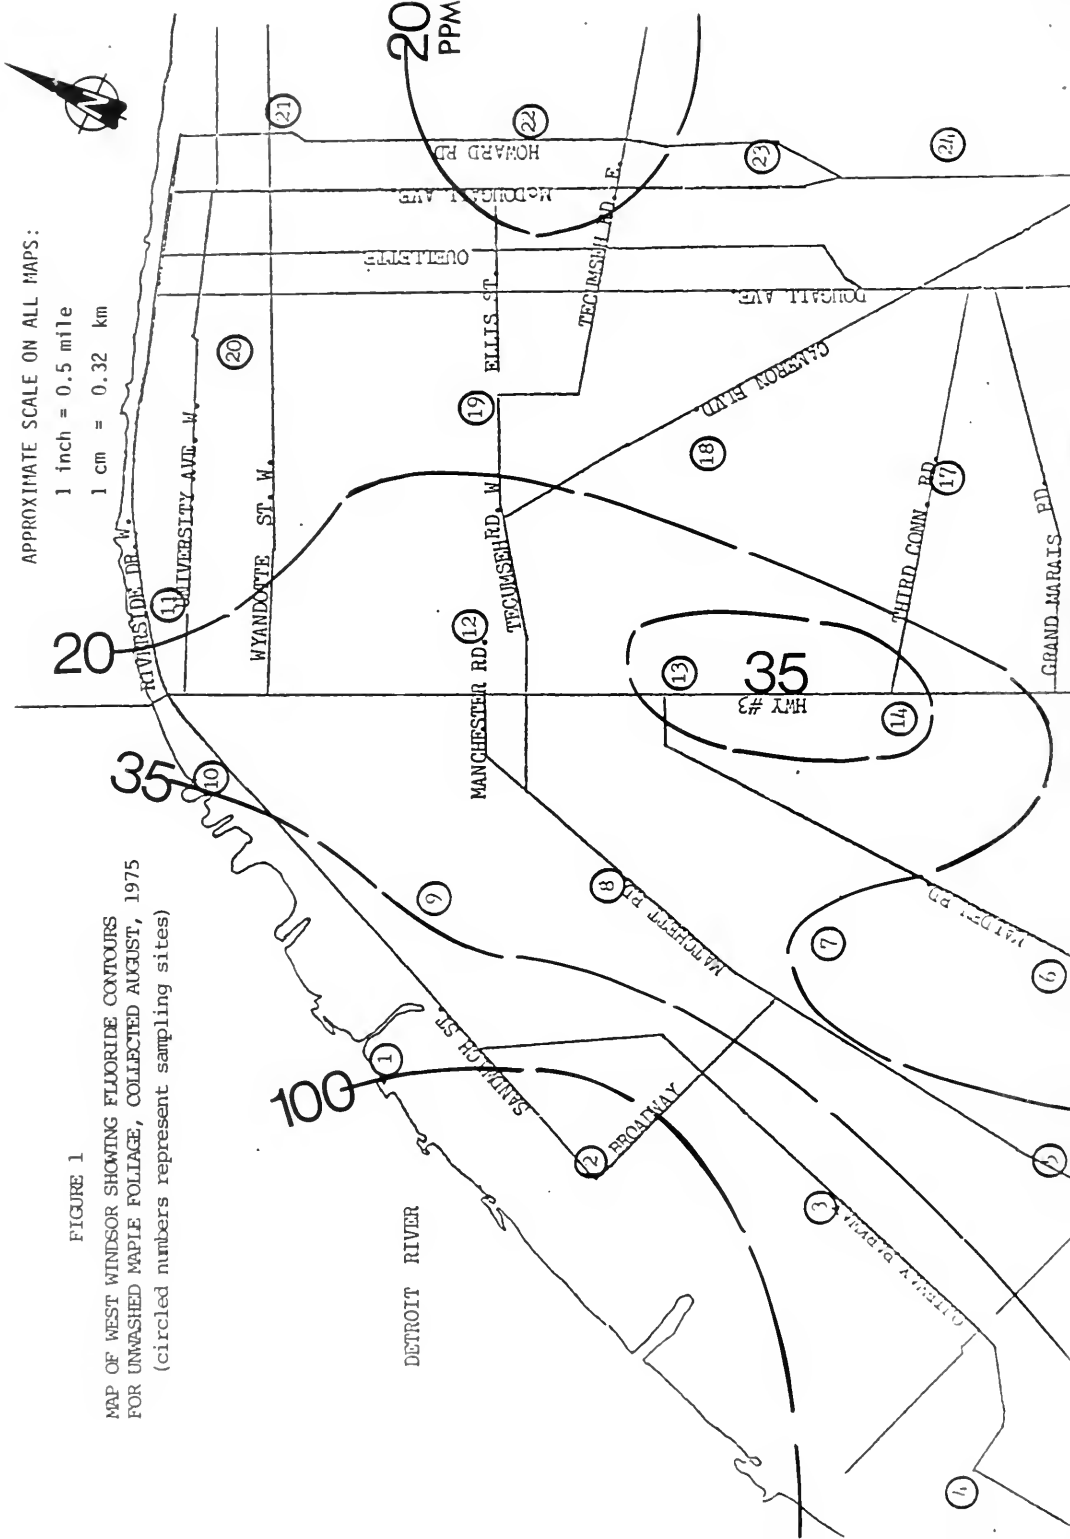 FIGURE 1
MAP OF WEST WINDSOR SHOWING FLUORIDE CONTOURS
FOR UNWASHED MAPLE FOLIAGE, COLLECTED AUGUST, 1975
(circled numbers represent sampling sites)
APPROXIMATE SCALE ON ALL MAPS:
1 inch = 0.5 mile
1 cm = 0.32 km
N
DETROIT RIVER
100
35
20
20
PPM
35
RIVERSIDE DR. W.
UNIVERSITY AVE. W.
WYANDOTTE ST. W.
SANDWICH ST.
BROADWAY
MATCHETT RD
MANCHESTER RD.
TECUMSEH RD. W.
ELLIS ST.
TECUMSEH RD. E.
HOWARD RD
McDOUGALL AVE
OUELLETTE
DOUGALL AVE.
CAMERON BLVD.
THIRD CONN. RD.
GRAND MARAIS RD.
HWY #3
1
2
3
4
5
6
7
8
9
10
11
12
13
14
17
18
19
20
21
22
23
24